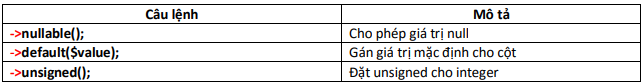 Câu lệnh Mô tả
->nullable(); Cho phép giá trị null
->default($value); Gán giá trị mặc định cho cột
->unsigned(); Đặt unsigned cho integer